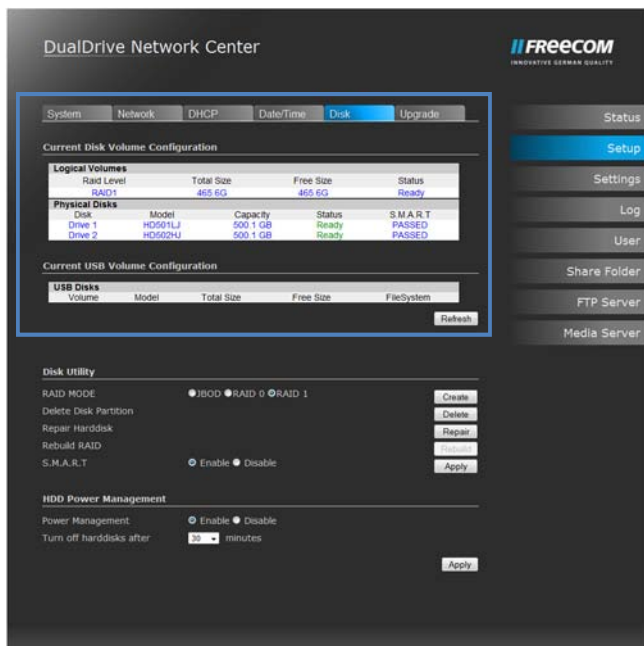 DualDrive Network Center
FREECOM
INNOVATIVE GERMAN QUALITY
System Network DHCP Date/Time Disk Upgrade
Current Disk Volume Configuration
Logical Volumes
Raid Level Total Size Free Size Status
RAID1 465.6G 465.6G Ready
Physical Disks
Disk Model Capacity Status S.M.A.R.T
Drive 1 HD501LJ 500.1 GB Ready PASSED
Drive 2 HD502HJ 500.1 GB Ready PASSED
Current USB Volume Configuration
USB Disks
Volume Model Total Size Free Size FileSystem
Refresh
Disk Utility
RAID MODE JBOD RAID 0 RAID 1 Create
Delete Disk Partition Delete
Repair Harddisk Repair
Rebuild RAID Rebuild
S.M.A.R.T Enable Disable Apply
HDD Power Management
Power Management Enable Disable
Turn off harddisks after 30 minutes
Apply
Status
Setup
Settings
Log
User
Share Folder
FTP Server
Media Server